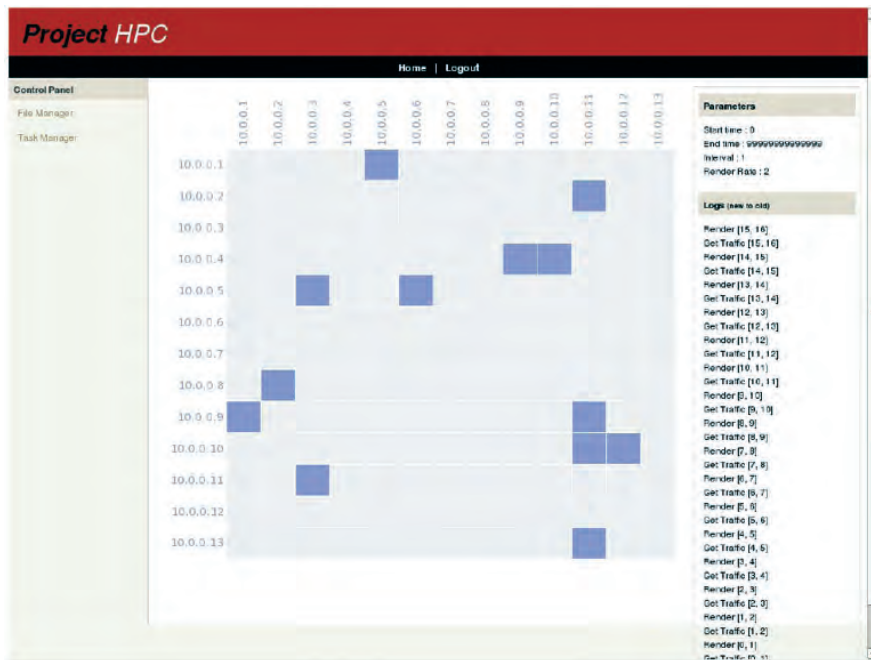 Project HPC
Home | Logout
Control Panel
File Manager
Task Manager
10.0.0.1
10.0.0.2
10.0.0.3
10.0.0.4
10.0.0.5
10.0.0.6
10.0.0.7
10.0.0.8
10.0.0.9
10.0.0.10
10.0.0.11
10.0.0.12
10.0.0.13
10.0.0.1
10.0.0.2
10.0.0.3
10.0.0.4
10.0.0.5
10.0.0.6
10.0.0.7
10.0.0.8
10.0.0.9
10.0.0.10
10.0.0.11
10.0.0.12
10.0.0.13
Parameters
Start time : 0
End time : 99999999999999
Interval : 1
Render Rate : 2
Logs (new to old)
Render [15, 16]
Get Traffic [15, 16]
Render [14, 15]
Get Traffic [14, 15]
Render [13, 14]
Get Traffic [13, 14]
Render [12, 13]
Get Traffic [12, 13]
Render [11, 12]
Get Traffic [11, 12]
Render [10, 11]
Get Traffic [10, 11]
Render [9, 10]
Get Traffic [9, 10]
Render [8, 9]
Get Traffic [8, 9]
Render [7, 8]
Get Traffic [7, 8]
Render [6, 7]
Get Traffic [6, 7]
Render [5, 6]
Get Traffic [5, 6]
Render [4, 5]
Get Traffic [4, 5]
Render [3, 4]
Get Traffic [3, 4]
Render [2, 3]
Get Traffic [2, 3]
Render [1, 2]
Get Traffic [1, 2]
Render [0, 1]
Get Traffic [0, 1]